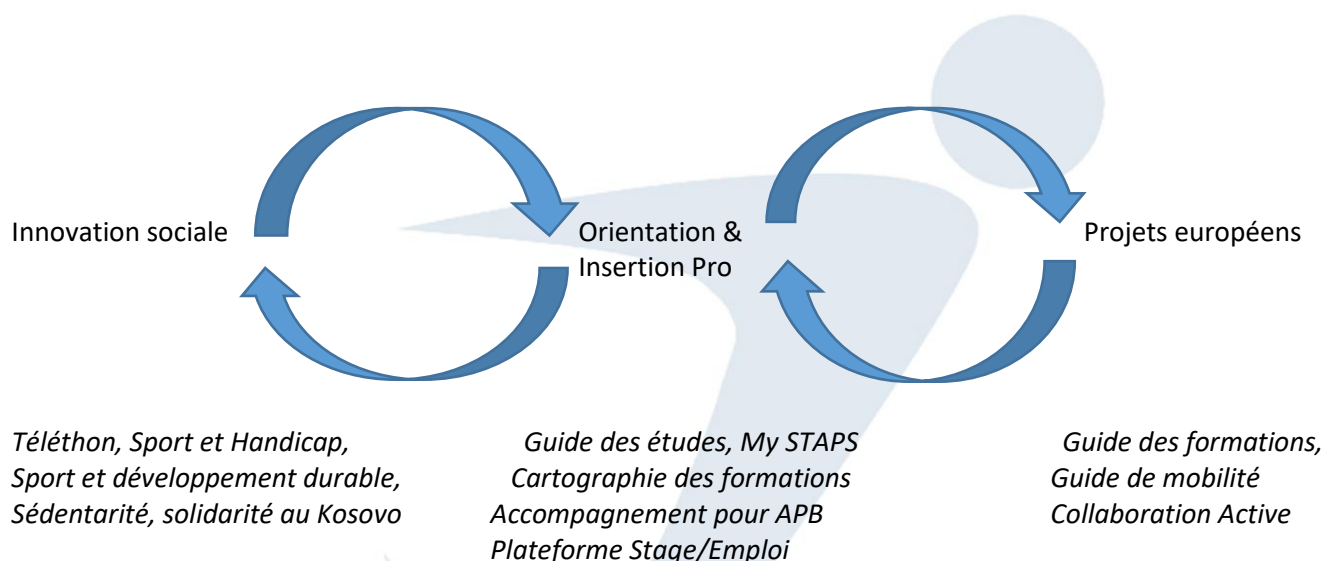 Innovation sociale
Orientation &
Insertion Pro
Projets européens
Téléthon, Sport et Handicap,
Sport et développement durable,
Sédentarité, solidarité au Kosovo
Guide des études, My STAPS
Cartographie des formations
Accompagnement pour APB
Plateforme Stage/Emploi
Guide des formations,
Guide de mobilité
Collaboration Active